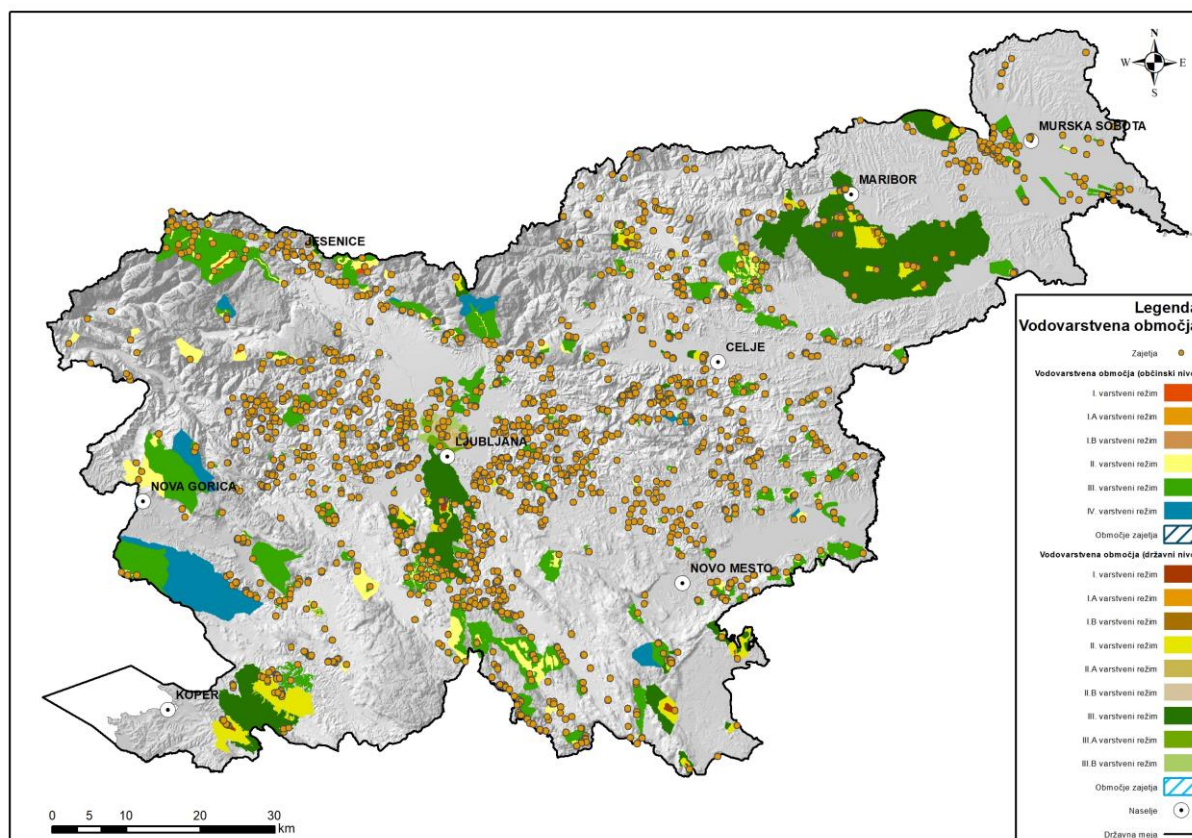 N
W E
S
MURSKA SOBOTA
MARIBOR
JESENICE
CELJE
LJUBLJANA
NOVA GORICA
NOVO MESTO
KOPER
0 5 10 20 30
km
Legenda
Vodovarstvena območja
Zajetja
Vodovarstvena območja (občinski nivo
I. varstveni režim
I.A varstveni režim
I.B varstveni režim
II. varstveni režim
III. varstveni režim
IV. varstveni režim
Območje zajetja
Vodovarstvena območja (državni nivo
I. varstveni režim
I.A varstveni režim
I.B varstveni režim
II. varstveni režim
II.A varstveni režim
II.B varstveni režim
III. varstveni režim
III.A varstveni režim
III.B varstveni režim
Območje zajetja
Naselje
Državna meja